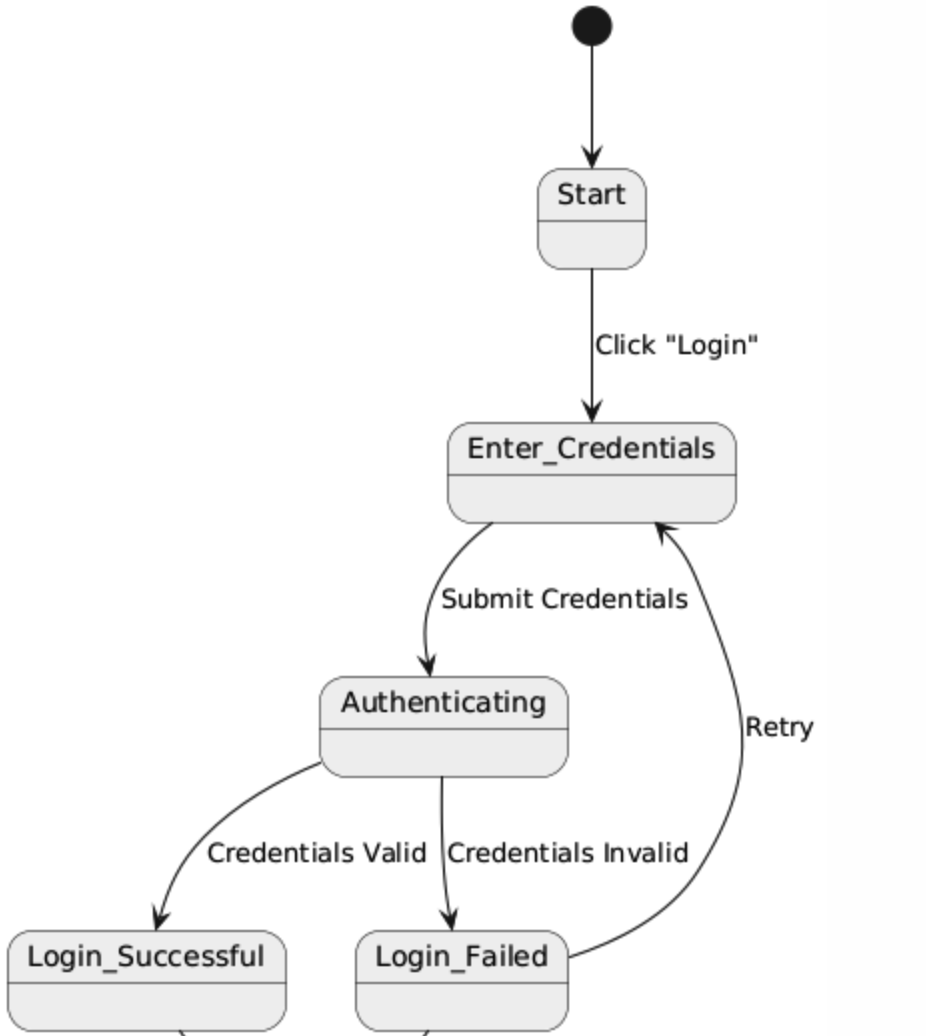 Start
Click "Login"
Enter_Credentials
Submit Credentials
Authenticating
Retry
Credentials Valid
Credentials Invalid
Login_Successful
Login_Failed